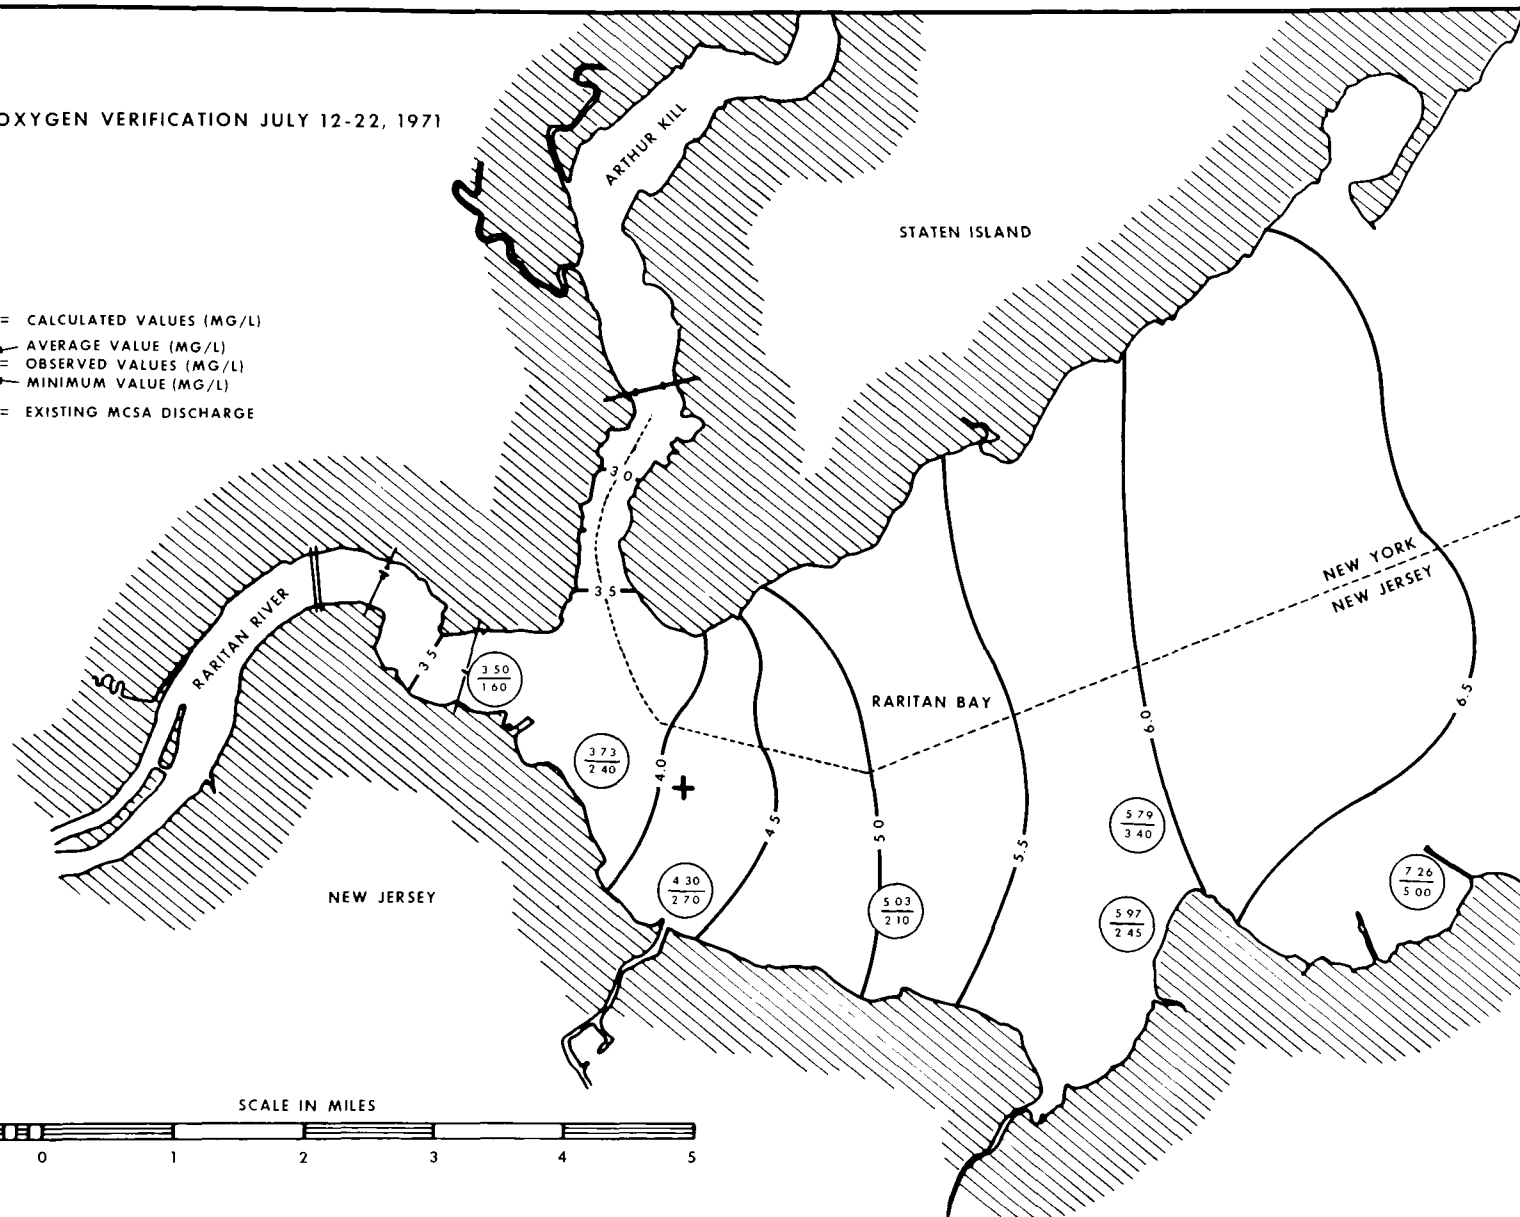 OXYGEN VERIFICATION JULY 12-22, 1971
ARTHUR KILL
STATEN ISLAND
= CALCULATED VALUES (MG/L)
AVERAGE VALUE (MG/L)
= OBSERVED VALUES (MG/L)
MINIMUM VALUE (MG/L)
= EXISTING MCSA DISCHARGE
3 0
3 5
NEW YORK
NEW JERSEY
RARITAN RIVER
3 5
3 50
1 60
RARITAN BAY
6.5
6.0
3 73
2 40
4.0
4 5
5 0
5.5
5 79
3 40
4 30
2 70
5 03
2 10
5 97
2 45
7 26
5 00
NEW JERSEY
SCALE IN MILES
0 1 2 3 4 5